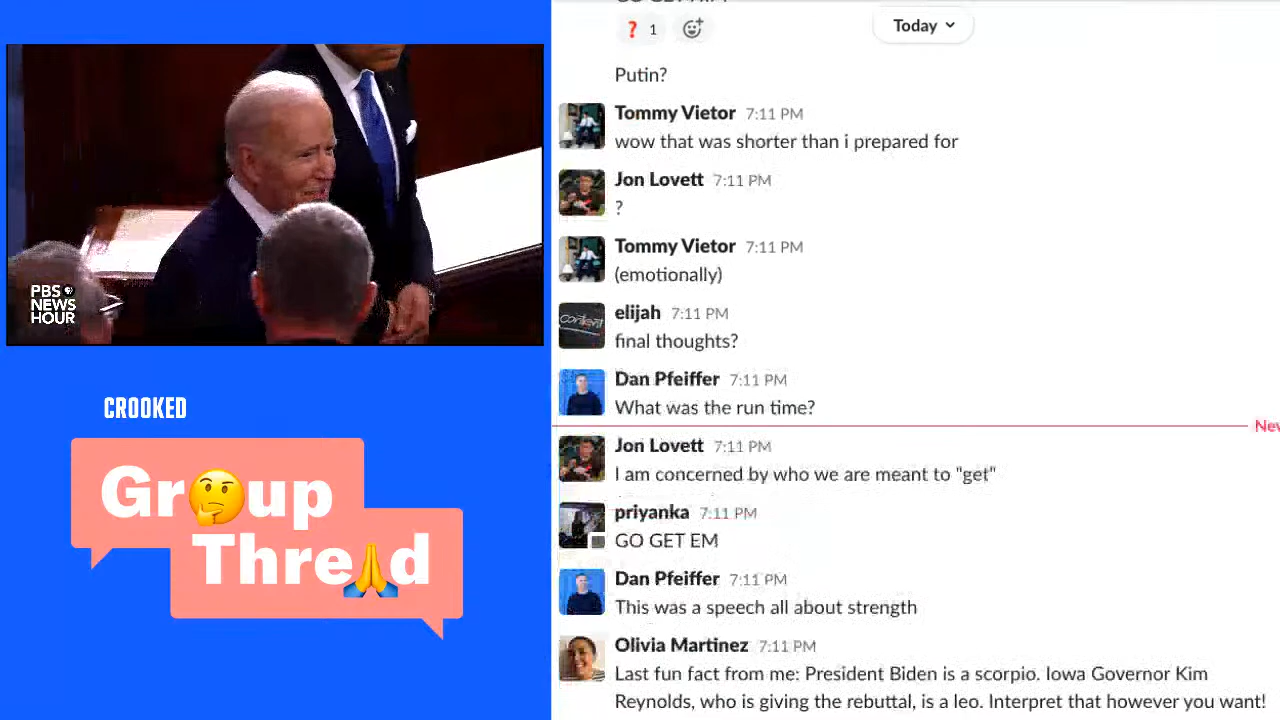 PBS
NEWS
HOUR
CROOKED
Gr🤔up
Thre🙏d
❓ 1
Today
Putin?
Tommy Vietor 7:11 PM
wow that was shorter than i prepared for
Jon Lovett 7:11 PM
?
Tommy Vietor 7:11 PM
(emotionally)
elijah 7:11 PM
final thoughts?
Dan Pfeiffer 7:11 PM
What was the run time?
Jon Lovett 7:11 PM
I am concerned by who we are meant to "get"
priyanka 7:11 PM
GO GET EM
Dan Pfeiffer 7:11 PM
This was a speech all about strength
Olivia Martinez 7:11 PM
Last fun fact from me: President Biden is a scorpio. Iowa Governor Kim
Reynolds, who is giving the rebuttal, is a leo. Interpret that however you want!